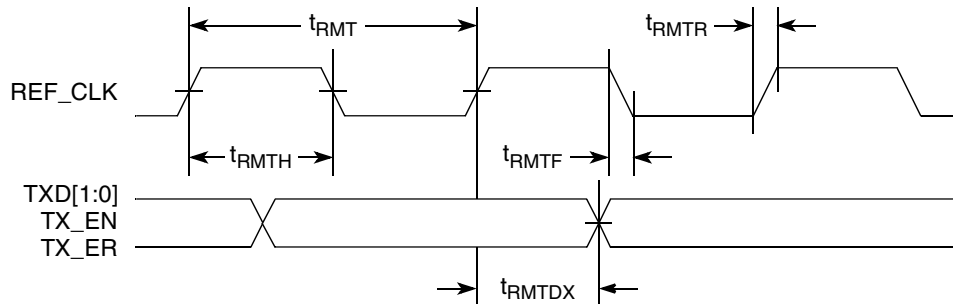 tRMT
tRMTR
REF_CLK
tRMTH
tRMTF
TXD[1:0]
TX_EN
TX_ER
tRMTDX